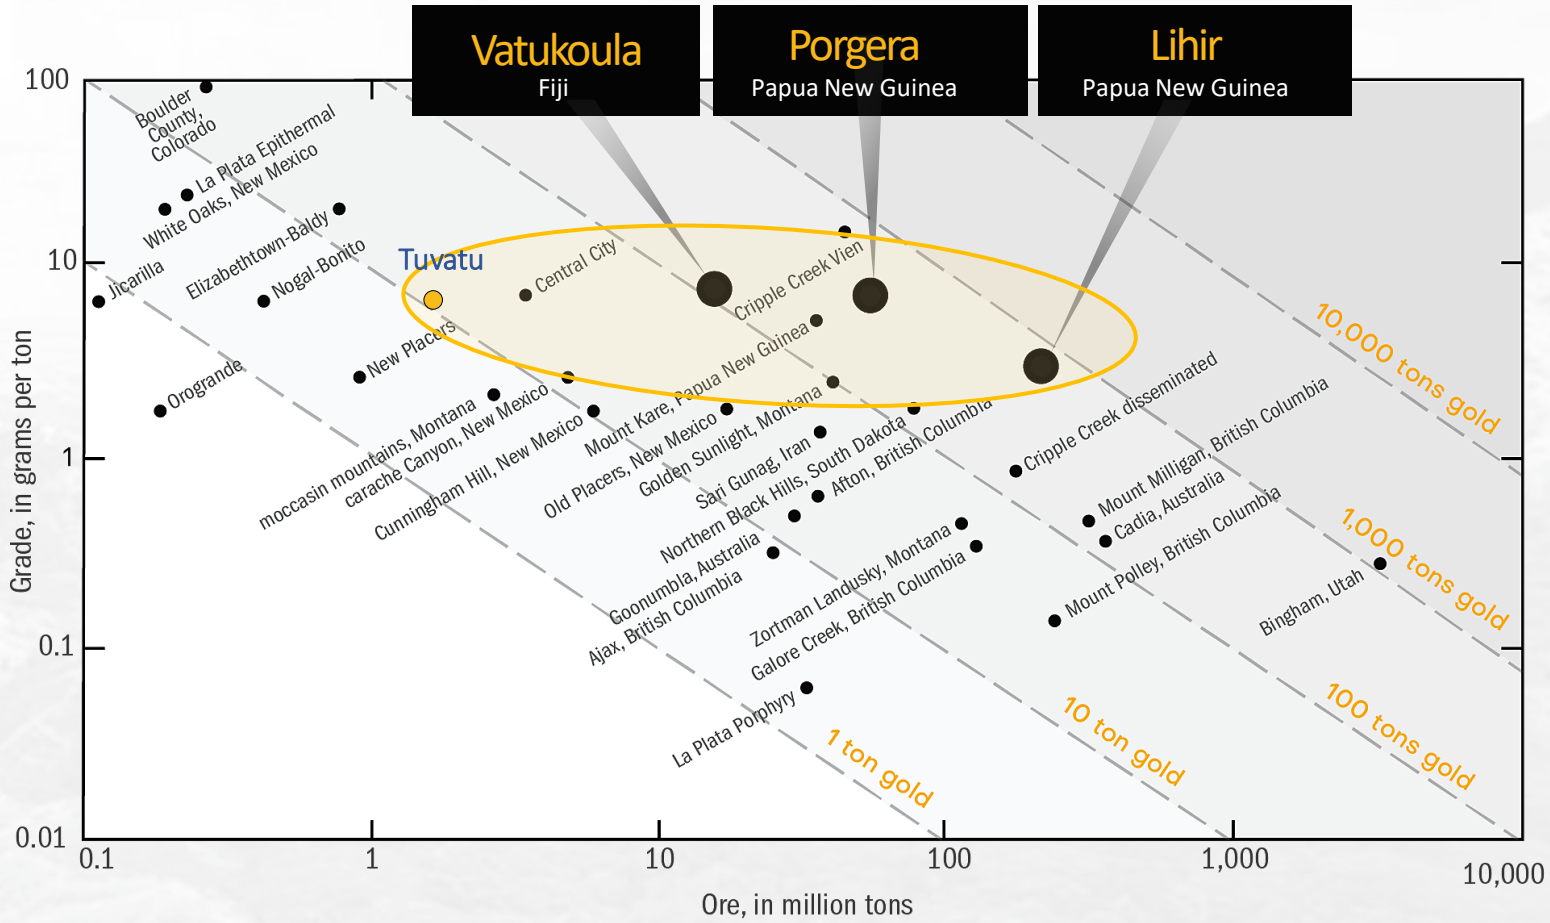 Vatukoula
Fiji
Porgera
Papua New Guinea
Lihir
Papua New Guinea
100
10
1
0.1
0.01
Grade, in grams per ton
Boulder
County,
Colorado
La Plata Epithermal
White Oaks, New Mexico
Elizabethtown-Baldy
Nogal-Bonito
Jicarilla
Orogrande
Tuvatu
Central City
New Placers
Cripple Creek Vien
Mount Kare, Papua New Guinea
moccasin mountains, Montana
carache Canyon, New Mexico
Cunningham Hill, New Mexico
Old Placers, New Mexico
Golden Sunlight, Montana
Sari Gunag, Iran
Northern Black Hills, South Dakota
Afton, British Columbia
Goonumbla, Australia
Ajax, British Columbia
Cripple Creek disseminated
Mount Milligan, British Columbia
Cadia, Australia
Mount Polley, British Columbia
Zortman Landusky, Montana
Galore Creek, British Columbia
Bingham, Utah
La Plata Porphyry
10,000 tons gold
1,000 tons gold
100 tons gold
10 ton gold
1 ton gold
0.1
1
10
100
1,000
10,000
Ore, in million tons